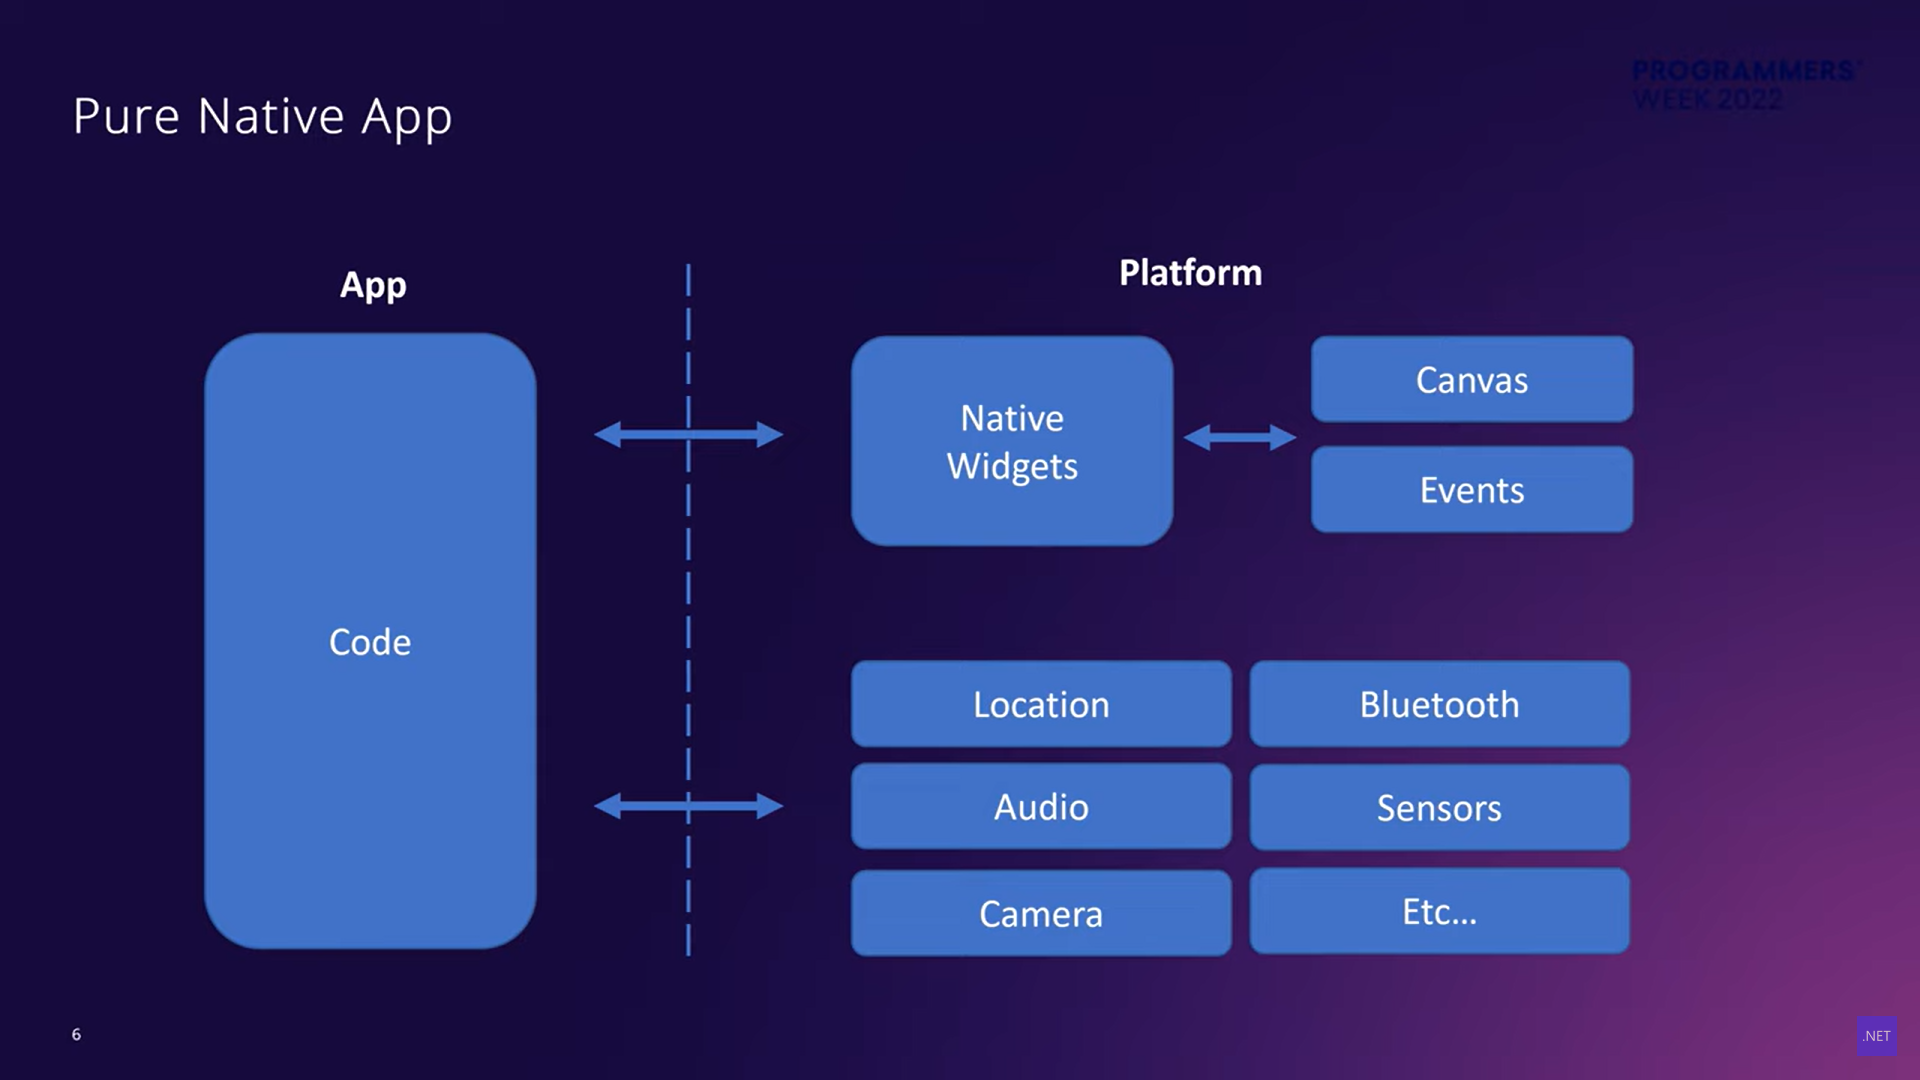 PROGRAMMERS'
WEEK 2022
Pure Native App
App
Platform
Code
Native
Widgets
Canvas
Events
Location
Bluetooth
Audio
Sensors
Camera
Etc...
6
.NET